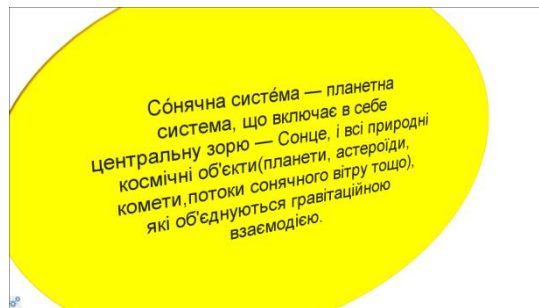 Со́нячна систе́ма — планетна
система, що включає в себе
центральну зорю — Сонце, і всі природні
космічні об'єкти(планети, астероїди,
комети,потоки сонячного вітру тощо),
які об'єднуються гравітаційною
взаємодією.